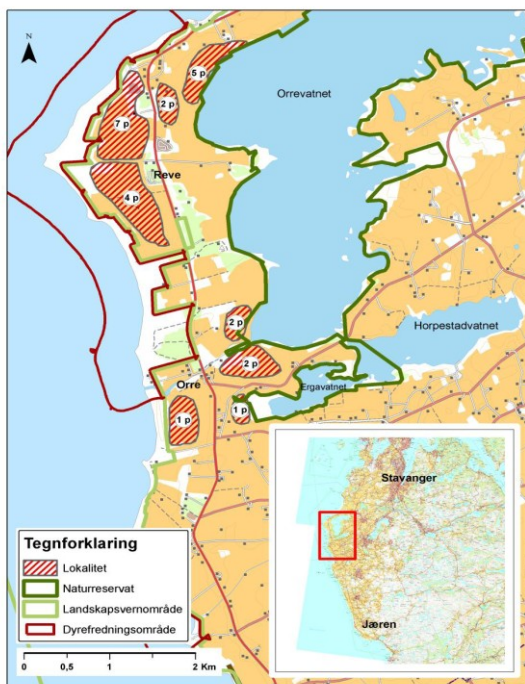 N
5 p
Orrevatnet
2 p
7 p
Reve
4 p
2 p
Horpestadvatnet
2 p
Orre
Ergavatnet
1 p
1 p
Stavanger
Jæren
Tegnforklaring
Lokalitet
Naturreservat
Landskapsvernområde
Dyrefredningsområde
0 0,5 1 2 Km